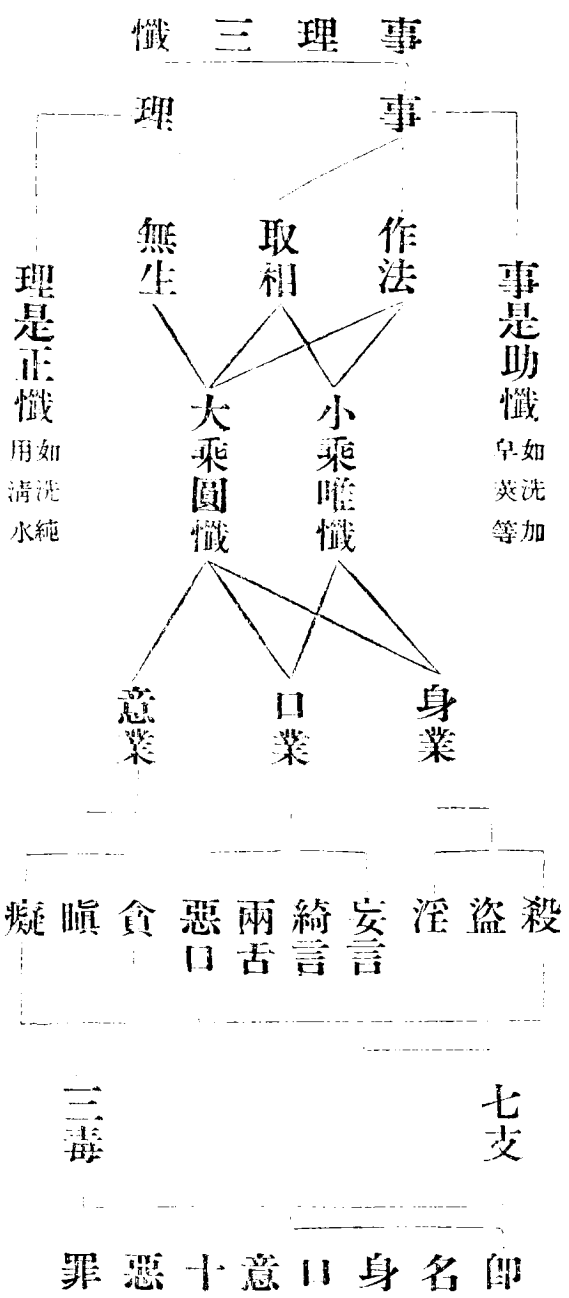 事理三懺
事
理
作法
取相
無生
事是助懺
如洗加
皁莢等
理是正懺
如洗純
用清水
小乘唯懺
大乘圓懺
身業
口業
意業
殺
盜
淫
妄言
綺言
兩舌
惡口
貪
瞋
癡
七支
三毒
即名身口意十惡罪